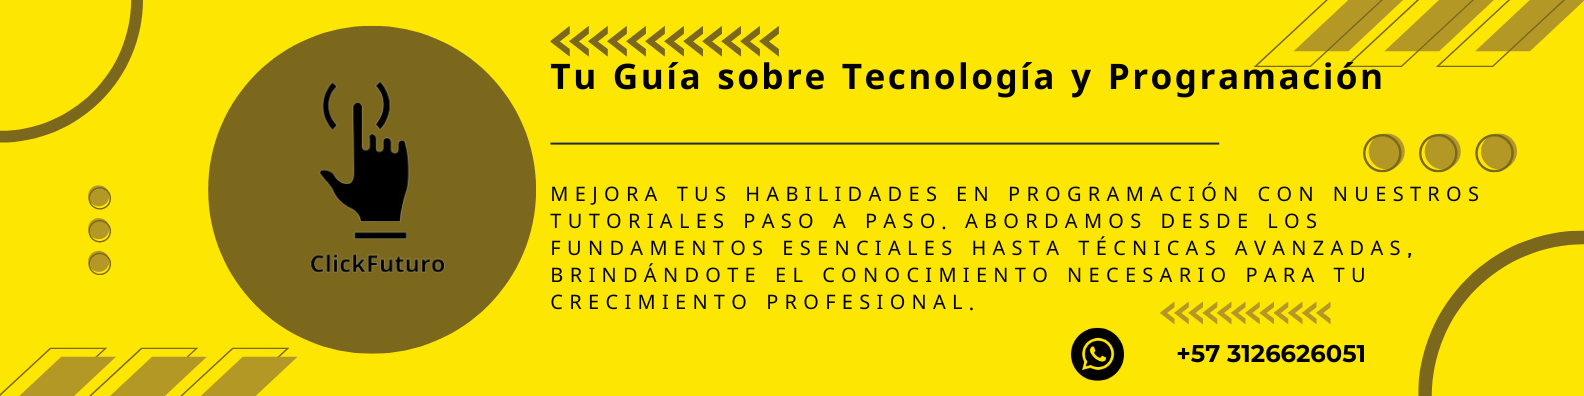 Tu Guía sobre Tecnología y Programación
MEJORA TUS HABILIDADES EN PROGRAMACIÓN CON NUESTROS
TUTORIALES PASO A PASO. ABORDAMOS DESDE LOS
FUNDAMENTOS ESENCIALES HASTA TÉCNICAS AVANZADAS,
BRINDÁNDOTE EL CONOCIMIENTO NECESARIO PARA TU
CRECIMIENTO PROFESIONAL.
ClickFuturo
+57 3126626051